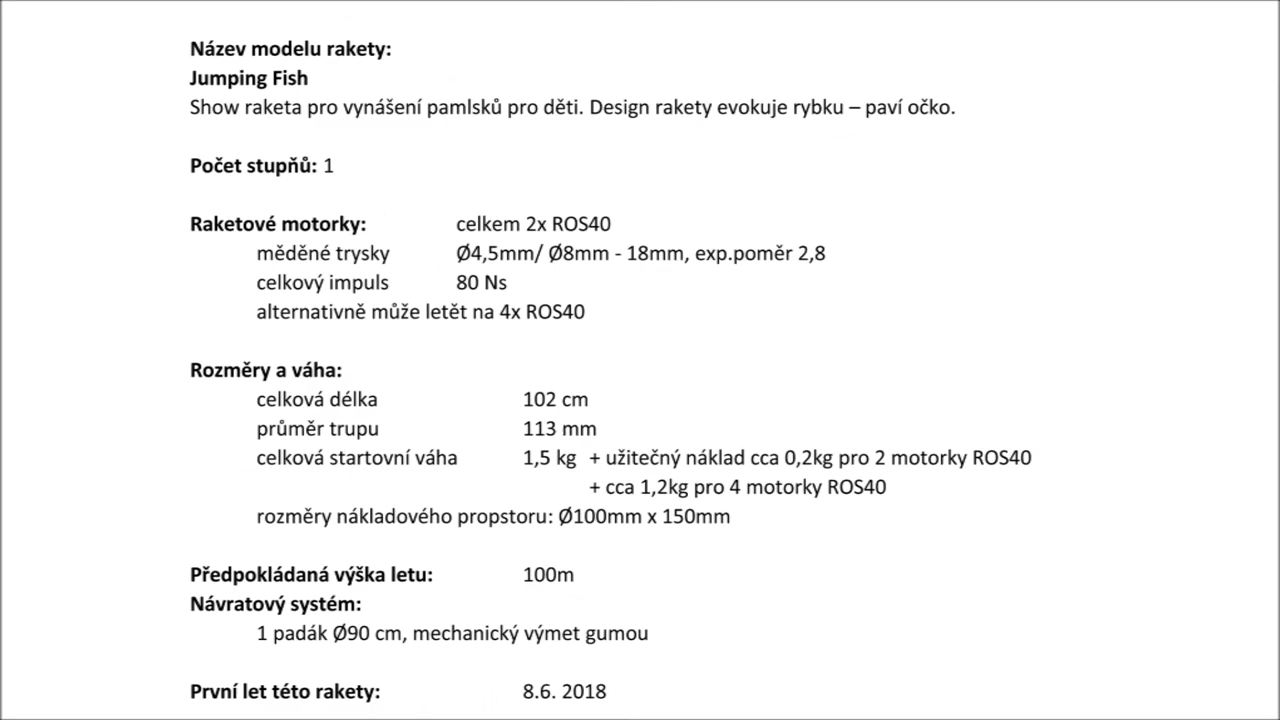 Název modelu rakety:
Jumping Fish
Show raketa pro vynášení pamlsků pro děti. Design rakety evokuje rybku – paví očko.
Počet stupňů: 1
Raketové motorky: celkem 2x ROS40
měděné trysky Ø4,5mm/ Ø8mm - 18mm, exp.poměr 2,8
celkový impuls 80 Ns
alternativně může letět na 4x ROS40
Rozměry a váha:
celková délka 102 cm
průměr trupu 113 mm
celková startovní váha 1,5 kg + užitečný náklad cca 0,2kg pro 2 motorky ROS40
+ cca 1,2kg pro 4 motorky ROS40
rozměry nákladového propstoru: Ø100mm x 150mm
Předpokládaná výška letu: 100m
Návratový systém:
1 padák Ø90 cm, mechanický výmet gumou
První let této rakety: 8.6. 2018